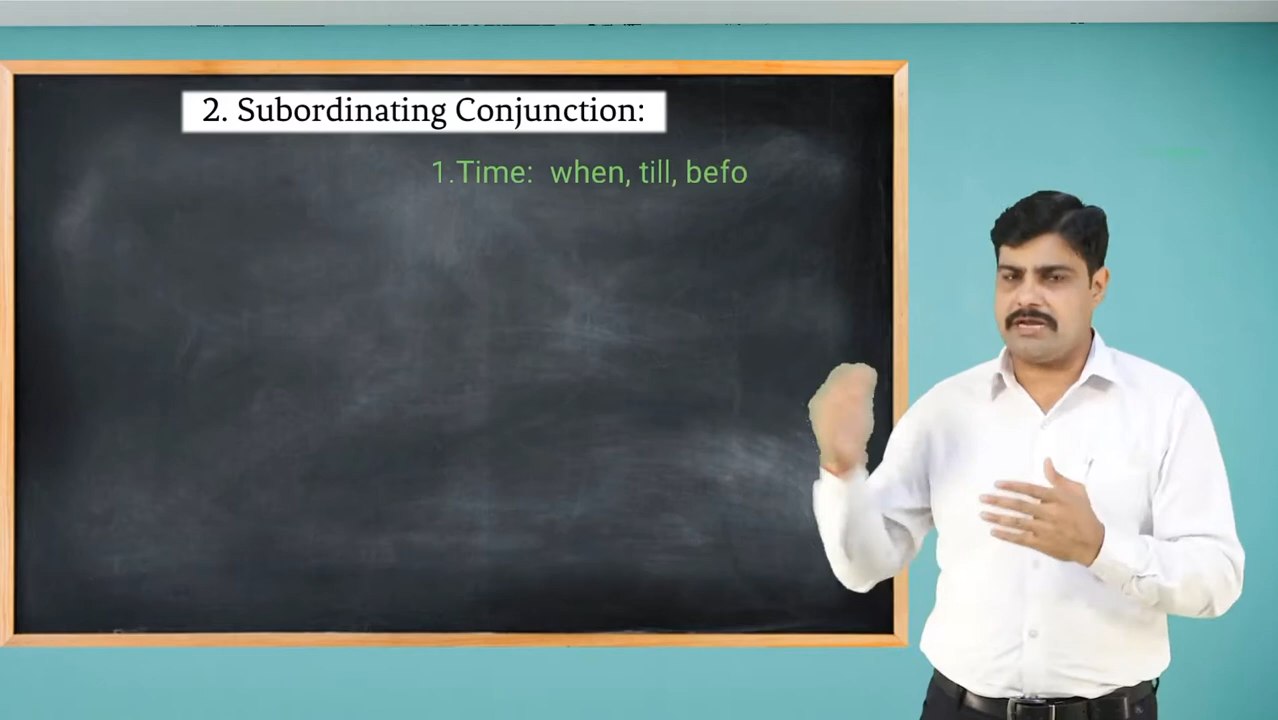 2. Subordinating Conjunction:
1.Time: when, till, befo